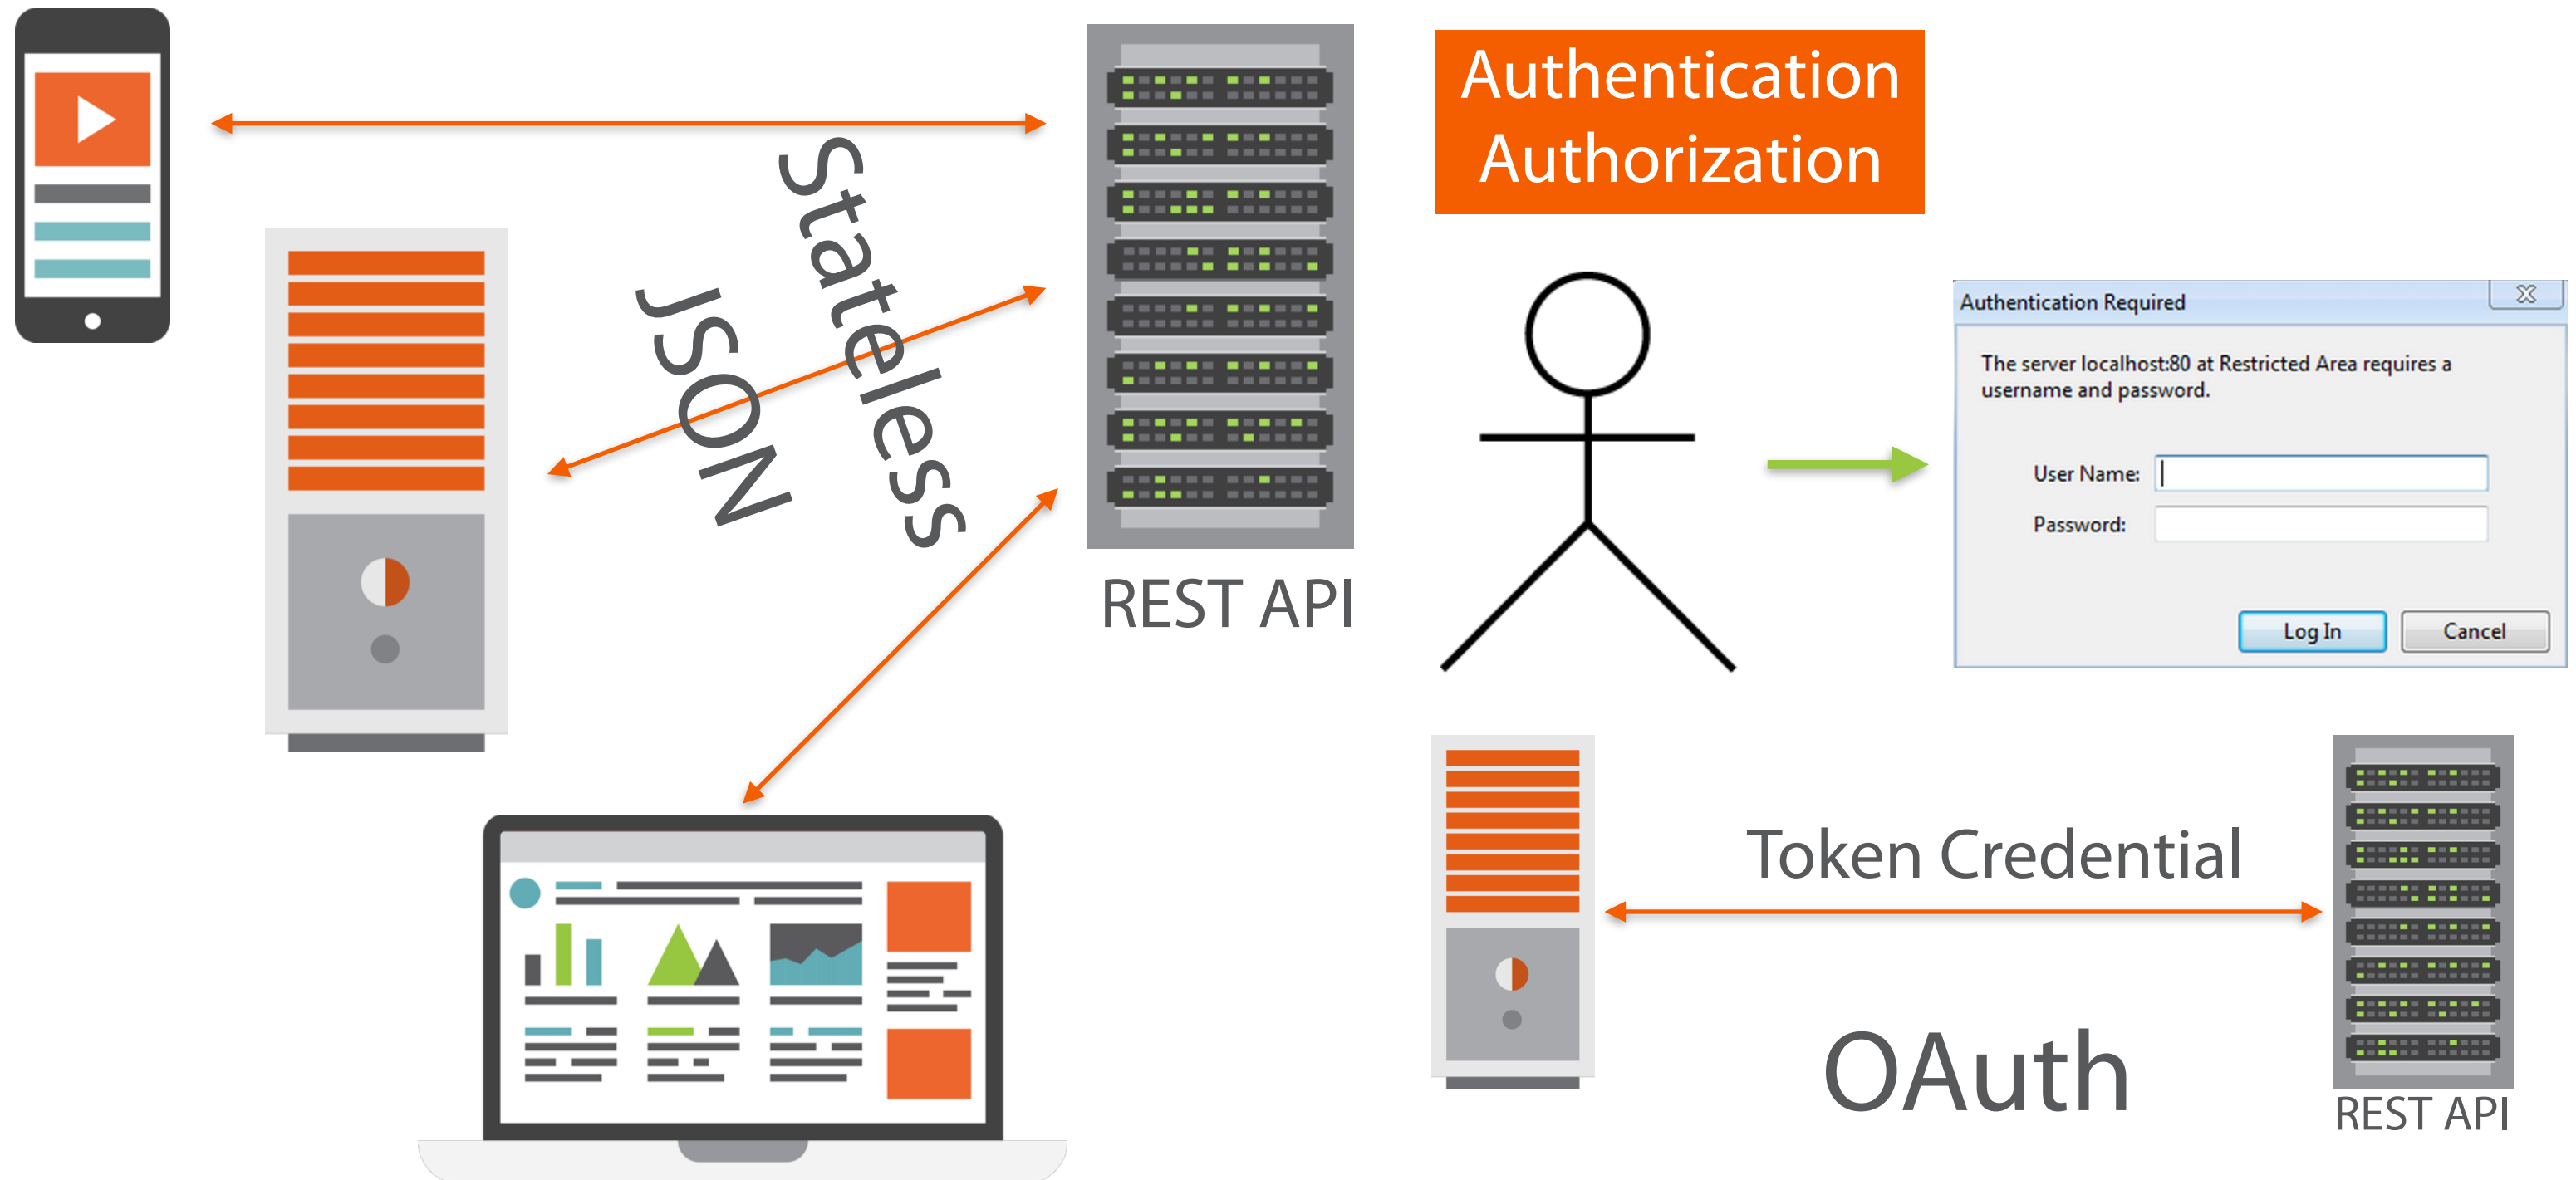 Stateless
JSON
REST API
Authentication
Authorization
Authentication Required
The server localhost:80 at Restricted Area requires a
username and password.
User Name:
Password:
Log In
Cancel
Token Credential
OAuth
REST API